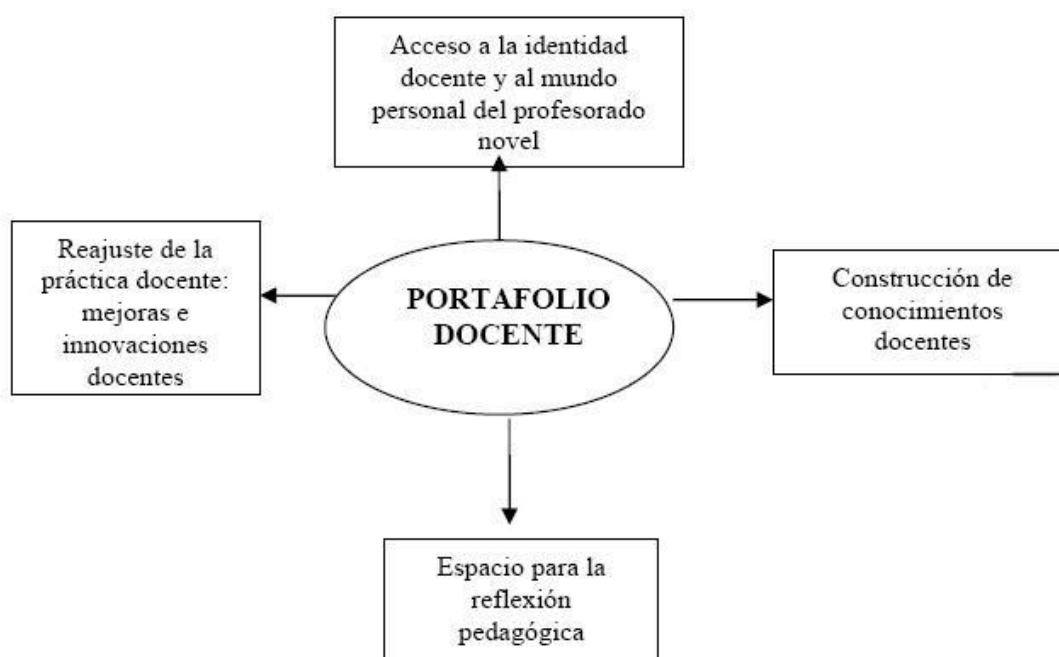 Acceso a la identidad
docente y al mundo
personal del profesorado
novel
Reajuste de la
práctica docente:
mejoras e
innovaciones
docentes
PORTAFOLIO
DOCENTE
Construcción de
conocimientos
docentes
Espacio para la
reflexión
pedagógica